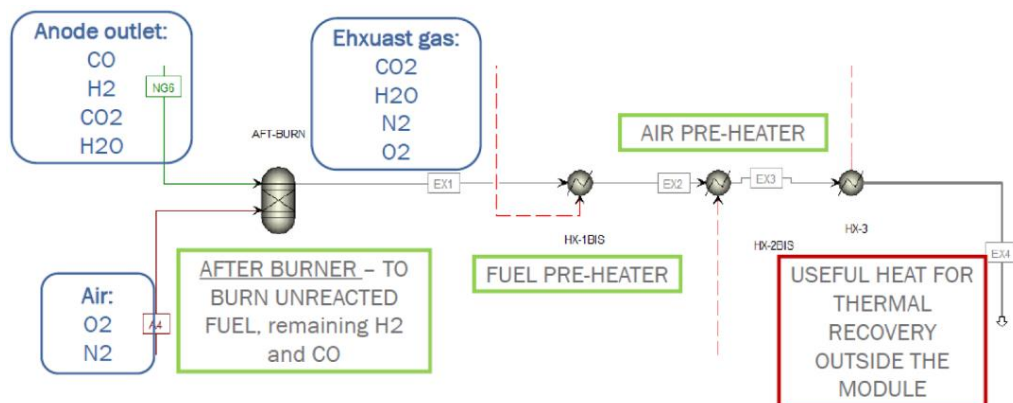 Anode outlet:
CO
H2
CO2
H2O
NG6
AFT-BURN
Ehxuast gas:
CO2
H2O
N2
O2
AIR PRE-HEATER
EX1
EX2
EX3
HX-1BIS
HX-2BIS
HX-3
EX4
FUEL PRE-HEATER
Air:
O2
N2
A4
AFTER BURNER – TO
BURN UNREACTED
FUEL, remaining H2
and CO
USEFUL HEAT FOR
THERMAL
RECOVERY
OUTSIDE THE
MODULE